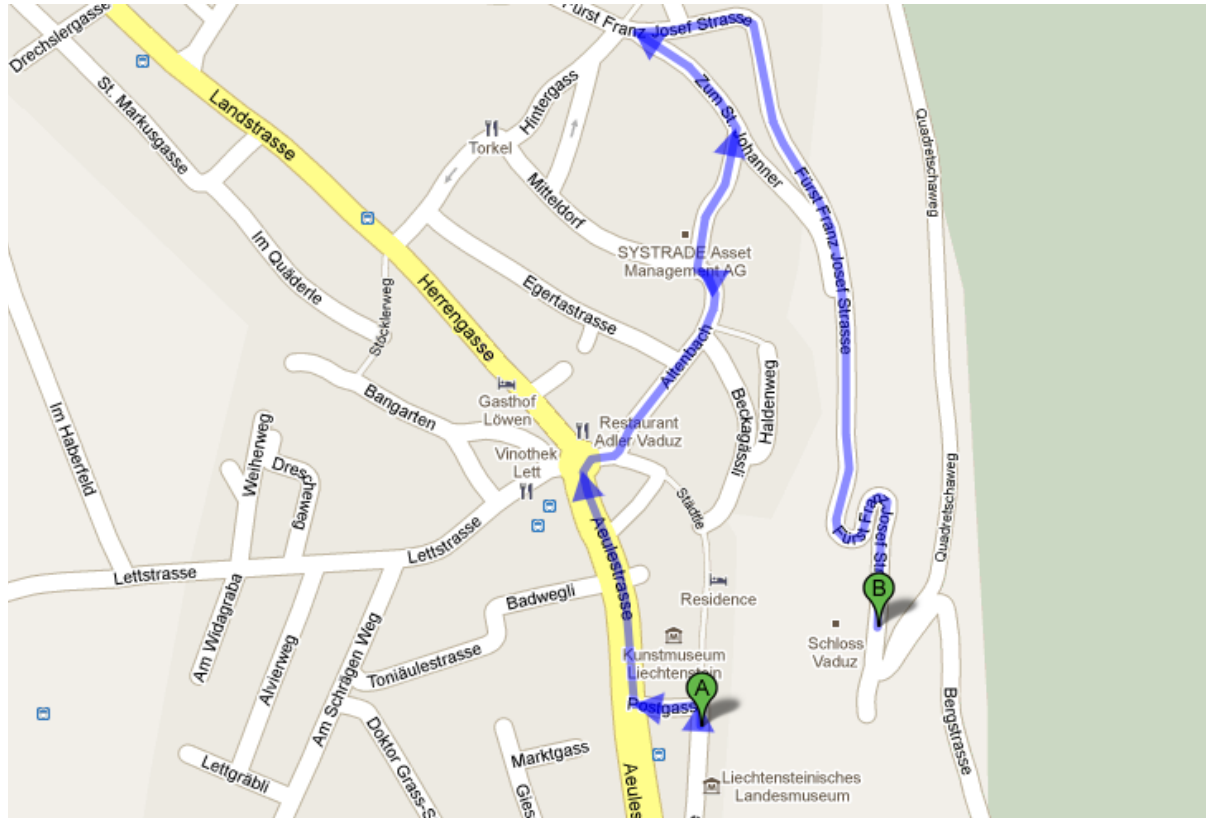 Drechslergasse
Fürst Franz Josef Strasse
St. Markusgasse
Landstrasse
Hintergass
Torkel
Zum St. Johanner
Quadretschaweg
Mitteldorf
Fürst Franz Josef Strasse
Im Quäderle
SYSTRADE Asset
Management AG
Herrengasse
Egertastrasse
Stöcklerweg
Altenbach
Haldenweg
Gasthof
Löwen
Bangarten
Beckagässli
Restaurant
Adler Vaduz
Im Haberfeld
Weiherweg
Vinothek
Lett
Drescheweg
Städtle
Fürst Franz Josef Str
Quadretschaweg
Lettstrasse
Lettstrasse
Aeulestrasse
Badwegli
Residence
B
Am Widagraba
Alvierweg
Am Schrägen Weg
Toniäulestrasse
Kunstmuseum
Liechtenstein
Schloss
Vaduz
A
Postgass
Bergstrasse
Doktor Grass-S
Marktgass
Lettgräbli
Gies
Aeules
Liechtensteinisches
Landesmuseum